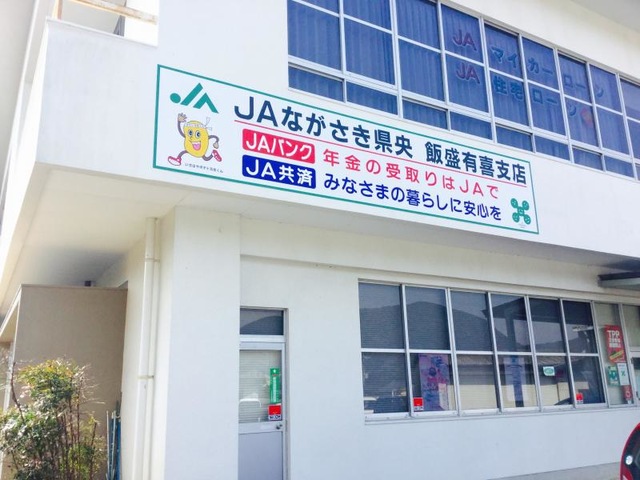 JA マイカーローン
JA 住宅ローン
JA
JAながさき県央 飯盛有喜支店
JAバンク 年金の受取りはJAで
JA共済 みなさまの暮らしに安心を
TPP